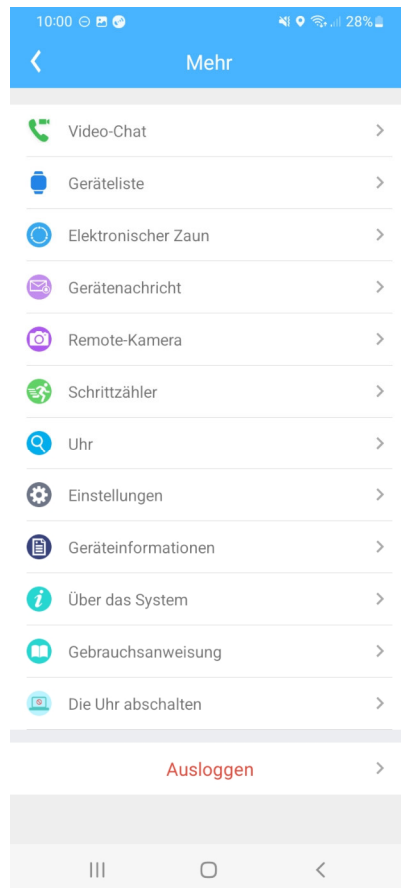 10:00 28%
Mehr
Video-Chat
Geräteliste
Elektronischer Zaun
Gerätenachricht
Remote-Kamera
Schrittzähler
Uhr
Einstellungen
Geräteinformationen
Über das System
Gebrauchsanweisung
Die Uhr abschalten
Ausloggen